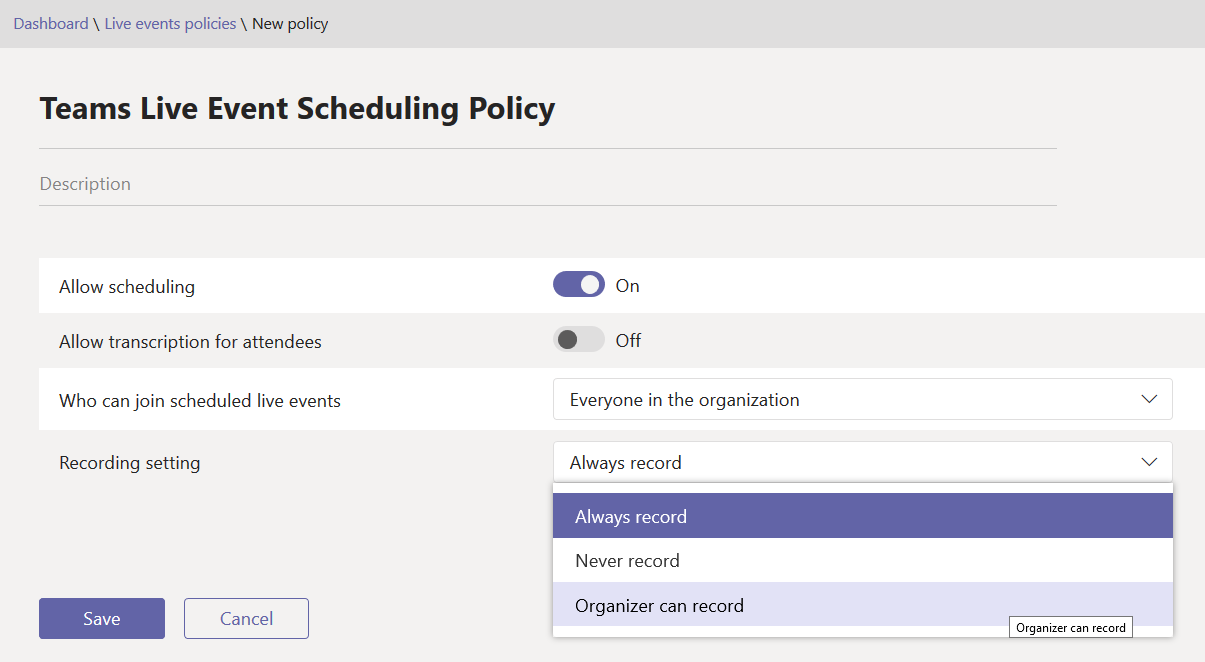 Dashboard \ Live events policies \ New policy
Teams Live Event Scheduling Policy
Description
Allow scheduling On
Allow transcription for attendees Off
Who can join scheduled live events Everyone in the organization
Recording setting Always record
Always record
Never record
Organizer can record
Organizer can record
Save Cancel